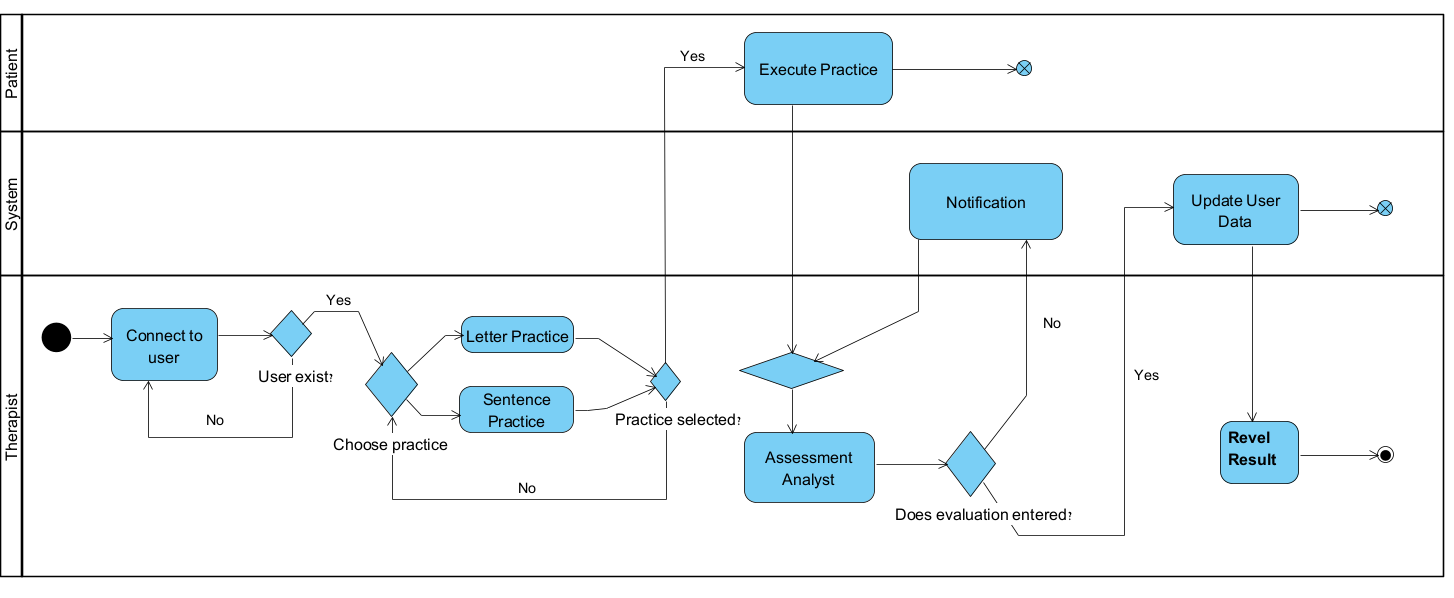 Patient
Yes
Execute Practice
System
Notification
Update User
Data
Therapist
Connect to
user
User exist?
No
Yes
Choose practice
Letter Practice
Sentence
Practice
Practice selected?
No
Assessment
Analyst
Does evaluation entered?
No
Yes
Revel
Result